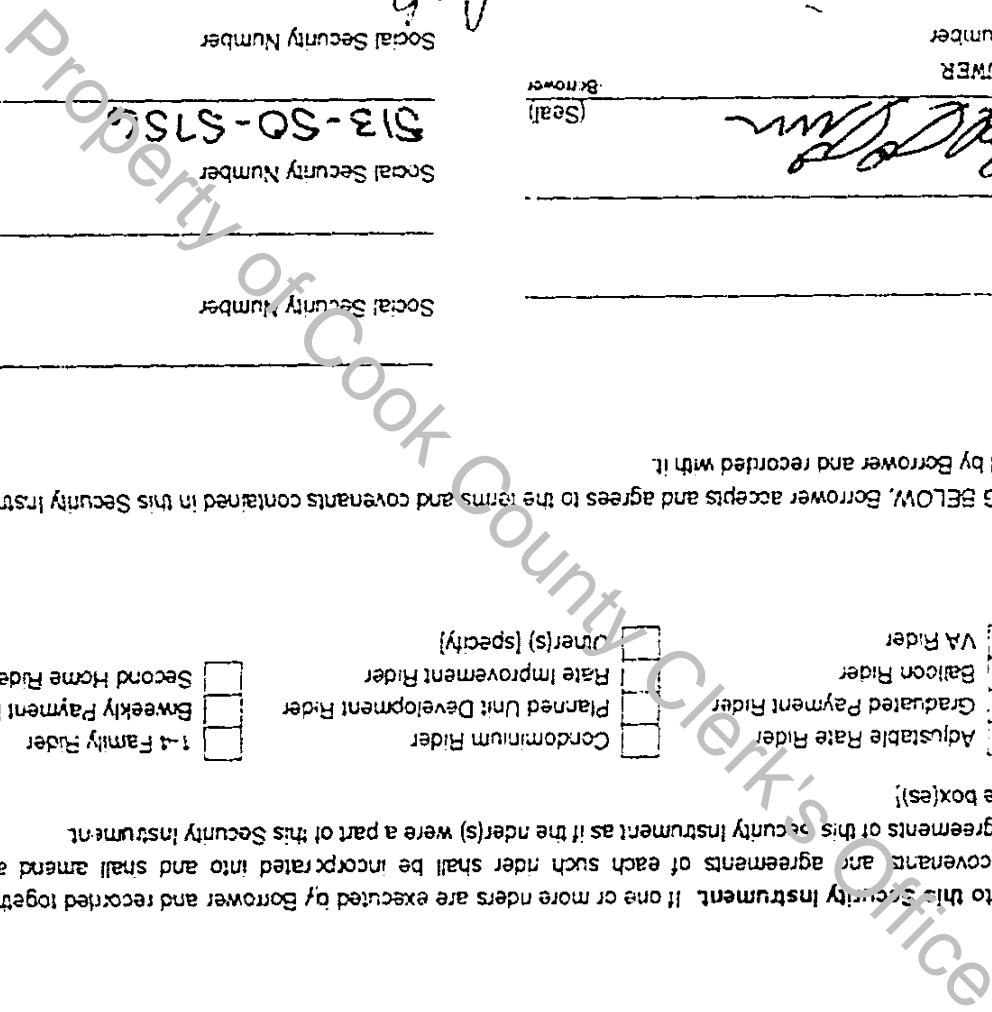 to this Security Instrument. If one or more riders are executed by Borrower and recorded
covenants and agreements of each such rider shall be incorporated into and shall amend
agreements of this Security Instrument as if the rider(s) were a part of this Security Instrument.
box(es)]
Adjustable Rate Rider Condominium Rider 1-4 Family Rider
Graduated Payment Rider Planned Unit Development Rider Biweekly Payment
Balloon Rider Rate Improvement Rider Second Home Rider
VA Rider Other(s) [specify]
BELOW, Borrower accepts and agrees to the terms and covenants contained in this Security
by Borrower and recorded with it.
Social Security Number
Social Security Number
(Seal)
-Borrower
Social Security Number
Property of Cook County Clerk's Office